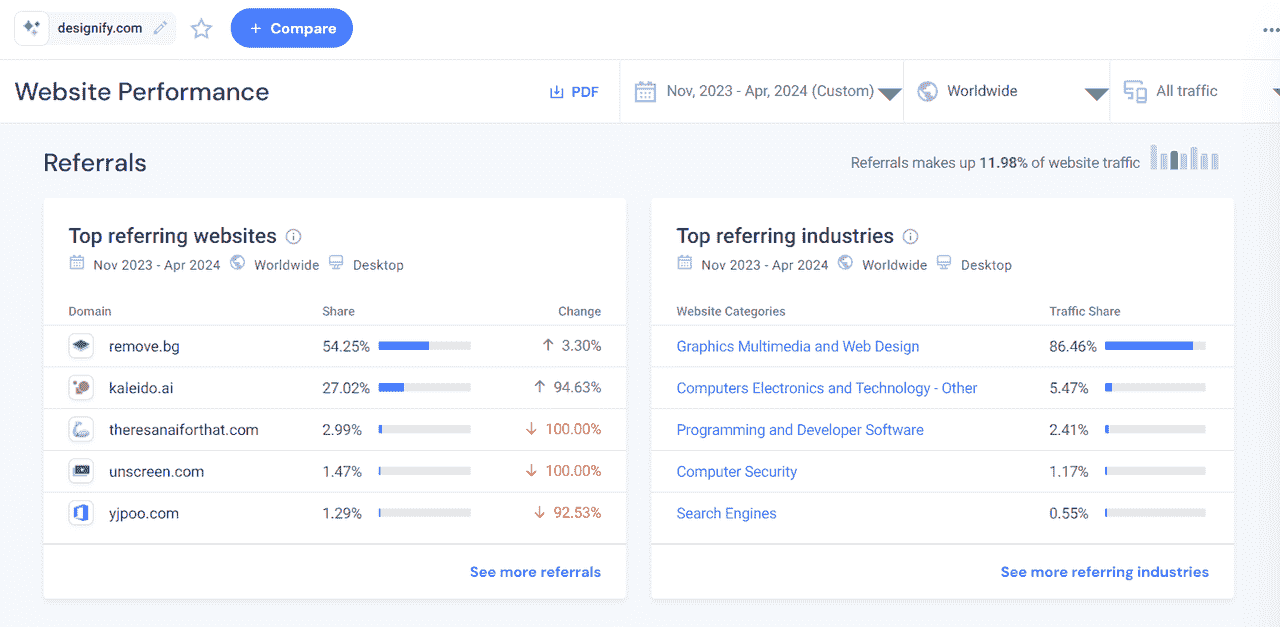 designify.com
+ Compare
Website Performance
PDF
Nov, 2023 - Apr, 2024 (Custom)
Worldwide
All traffic
Referrals
Referrals makes up 11.98% of website traffic
Top referring websites
Nov 2023 - Apr 2024 Worldwide Desktop
Domain Share Change
remove.bg 54.25% ↑ 3.30%
kaleido.ai 27.02% ↑ 94.63%
theresanaiforthat.com 2.99% ↓ 100.00%
unscreen.com 1.47% ↓ 100.00%
yjpoo.com 1.29% ↓ 92.53%
See more referrals
Top referring industries
Nov 2023 - Apr 2024 Worldwide Desktop
Website Categories Traffic Share
Graphics Multimedia and Web Design 86.46%
Computers Electronics and Technology - Other 5.47%
Programming and Developer Software 2.41%
Computer Security 1.17%
Search Engines 0.55%
See more referring industries